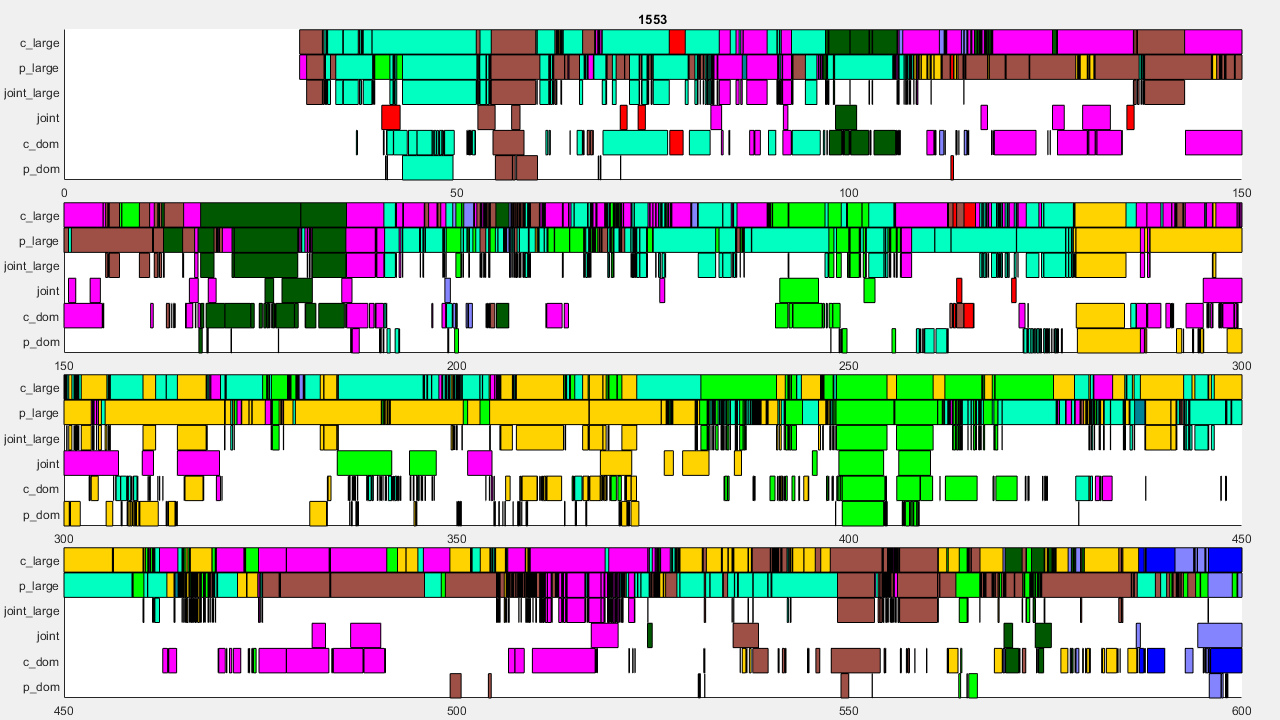 1553
c_large
p_large
joint_large
joint
c_dom
p_dom
0 50 100 150
c_large
p_large
joint_large
joint
c_dom
p_dom
150 200 250 300
c_large
p_large
joint_large
joint
c_dom
p_dom
300 350 400 450
c_large
p_large
joint_large
joint
c_dom
p_dom
450 500 550 600